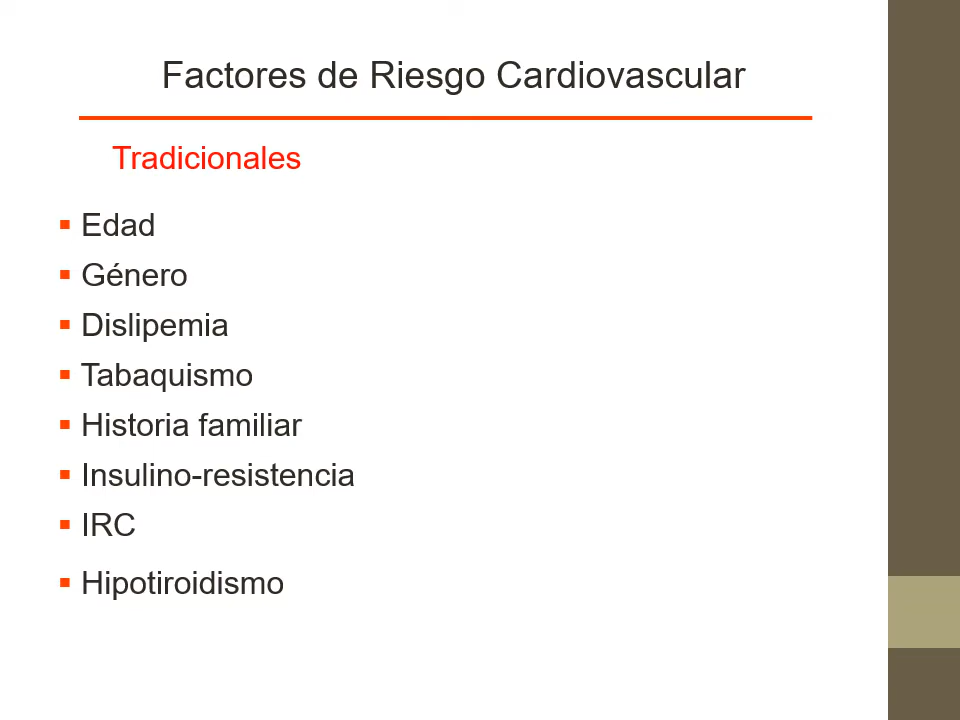 Factores de Riesgo Cardiovascular
Tradicionales
Edad
Género
Dislipemia
Tabaquismo
Historia familiar
Insulino-resistencia
IRC
Hipotiroidismo